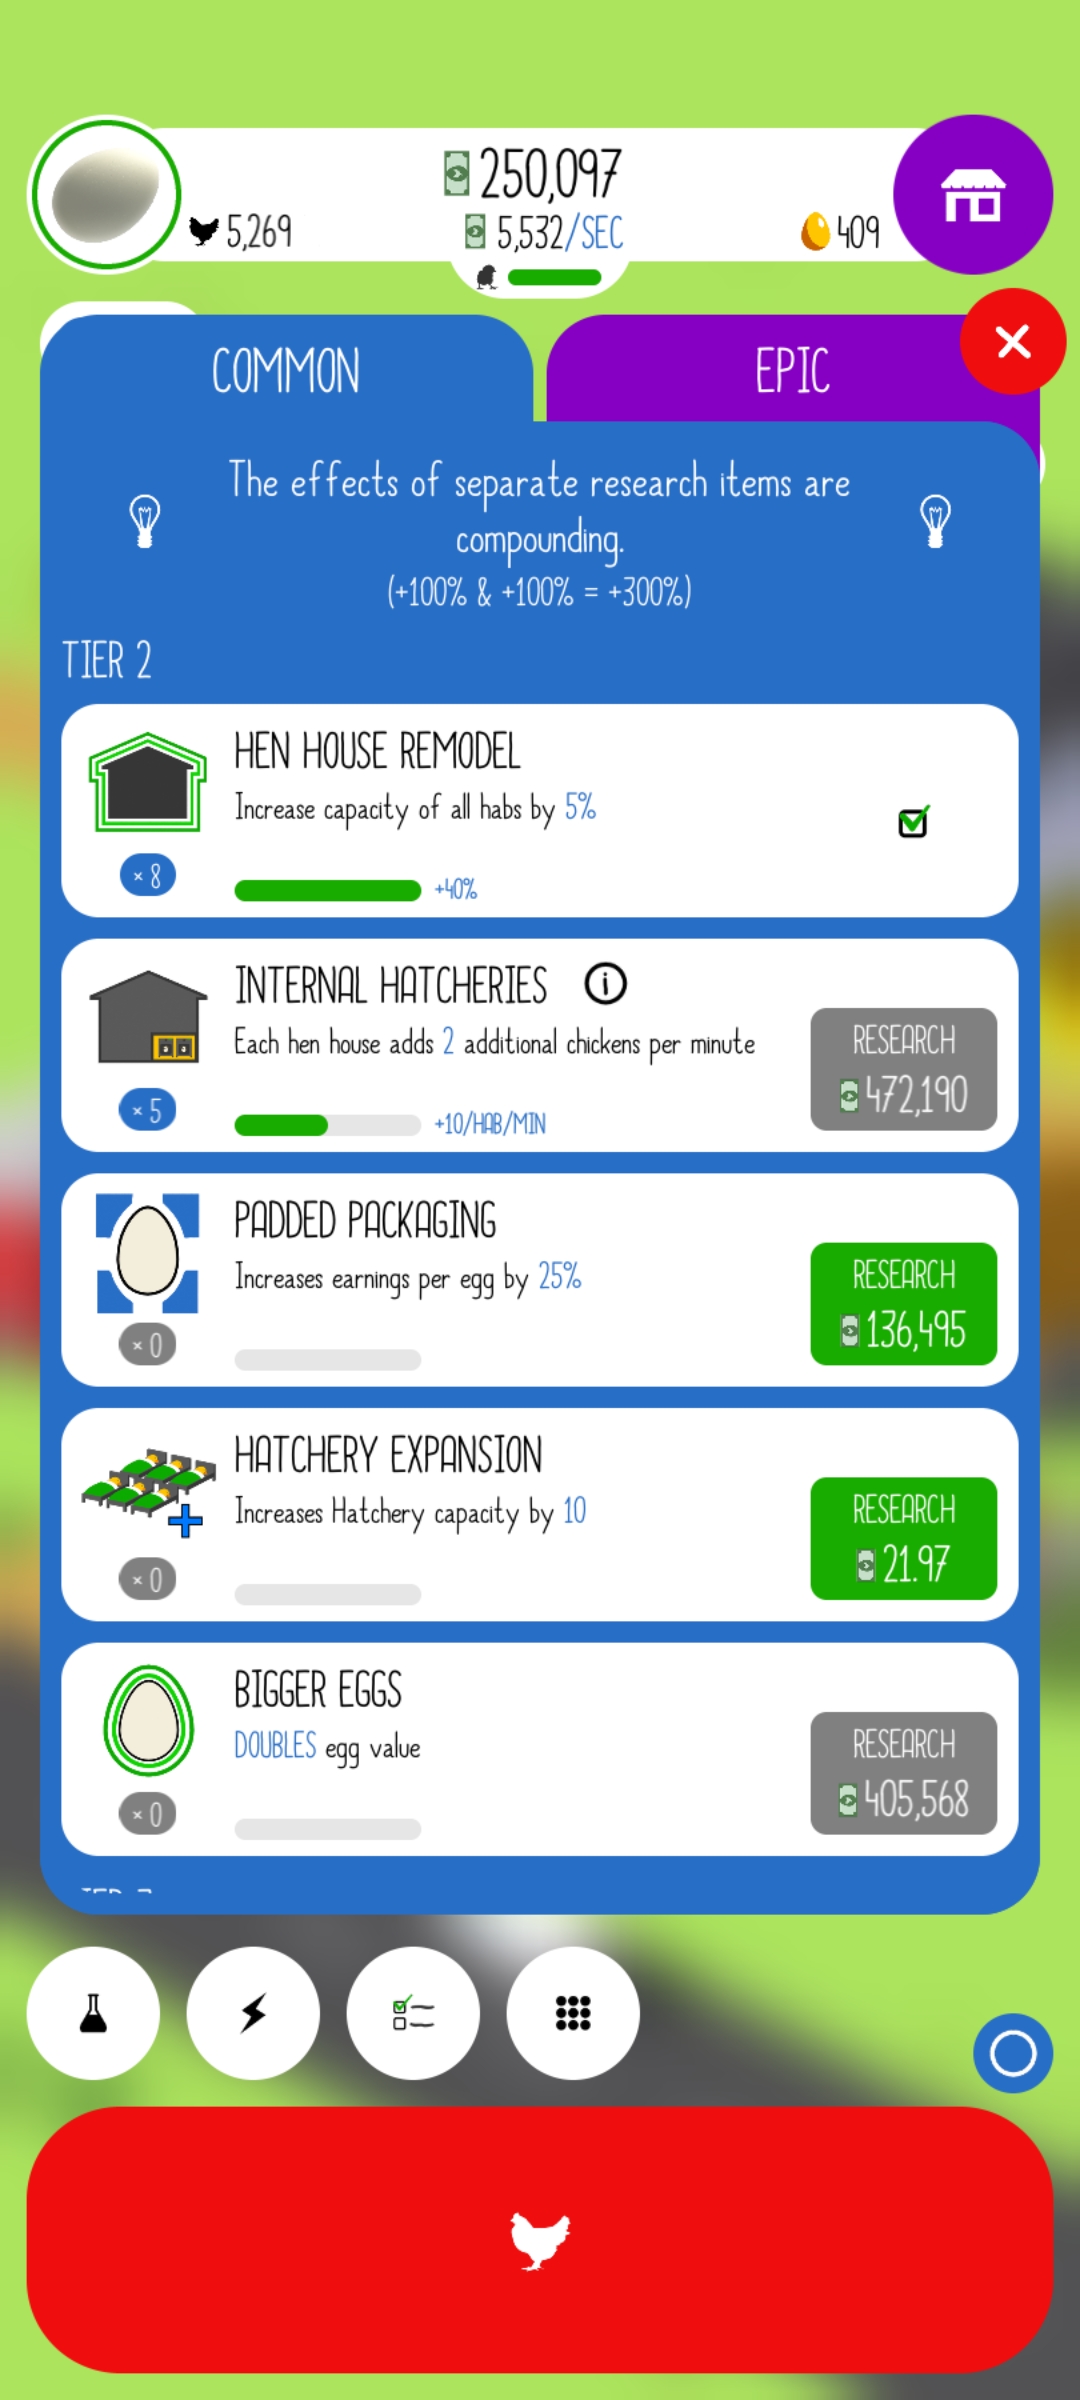 250,097
5,269
5,532/SEC
409
COMMON
EPIC
The effects of separate research items are
compounding.
(+100% & +100% = +300%)
TIER 2
HEN HOUSE REMODEL
Increase capacity of all habs by 5%
× 8
+40%
INTERNAL HATCHERIES
Each hen house adds 2 additional chickens per minute
RESEARCH
472,190
× 5
+10/HAB/MIN
PADDED PACKAGING
Increases earnings per egg by 25%
RESEARCH
136,495
× 0
HATCHERY EXPANSION
Increases Hatchery capacity by 10
RESEARCH
21.97
× 0
BIGGER EGGS
DOUBLES egg value
RESEARCH
405,568
× 0